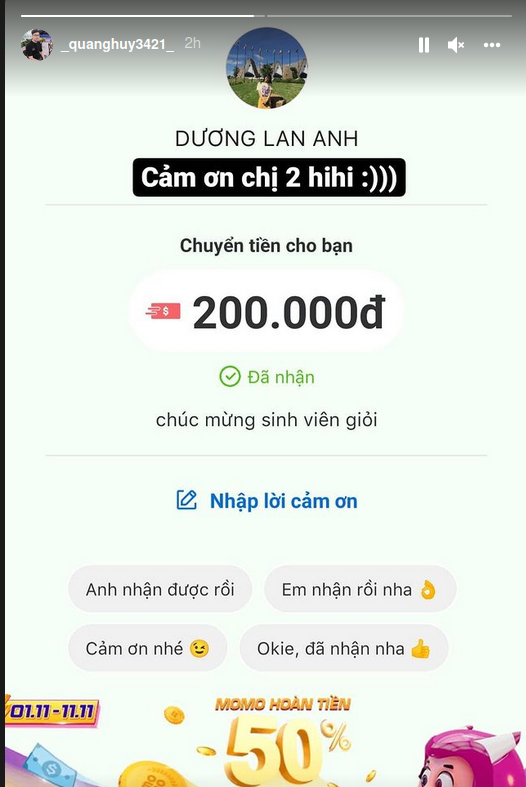 _quanghuy3421_ 2h
DƯƠNG LAN ANH
Cảm ơn chị 2 hihi :)))
Chuyển tiền cho bạn
$ 200.000đ
Đã nhận
chúc mừng sinh viên giỏi
Nhập lời cảm ơn
Anh nhận được rồi
Em nhận rồi nha 👌
Cảm ơn nhé 😉
Okie, đã nhận nha 👍
01.11-11.11
MOMO HOÀN TIỀN
50%
$